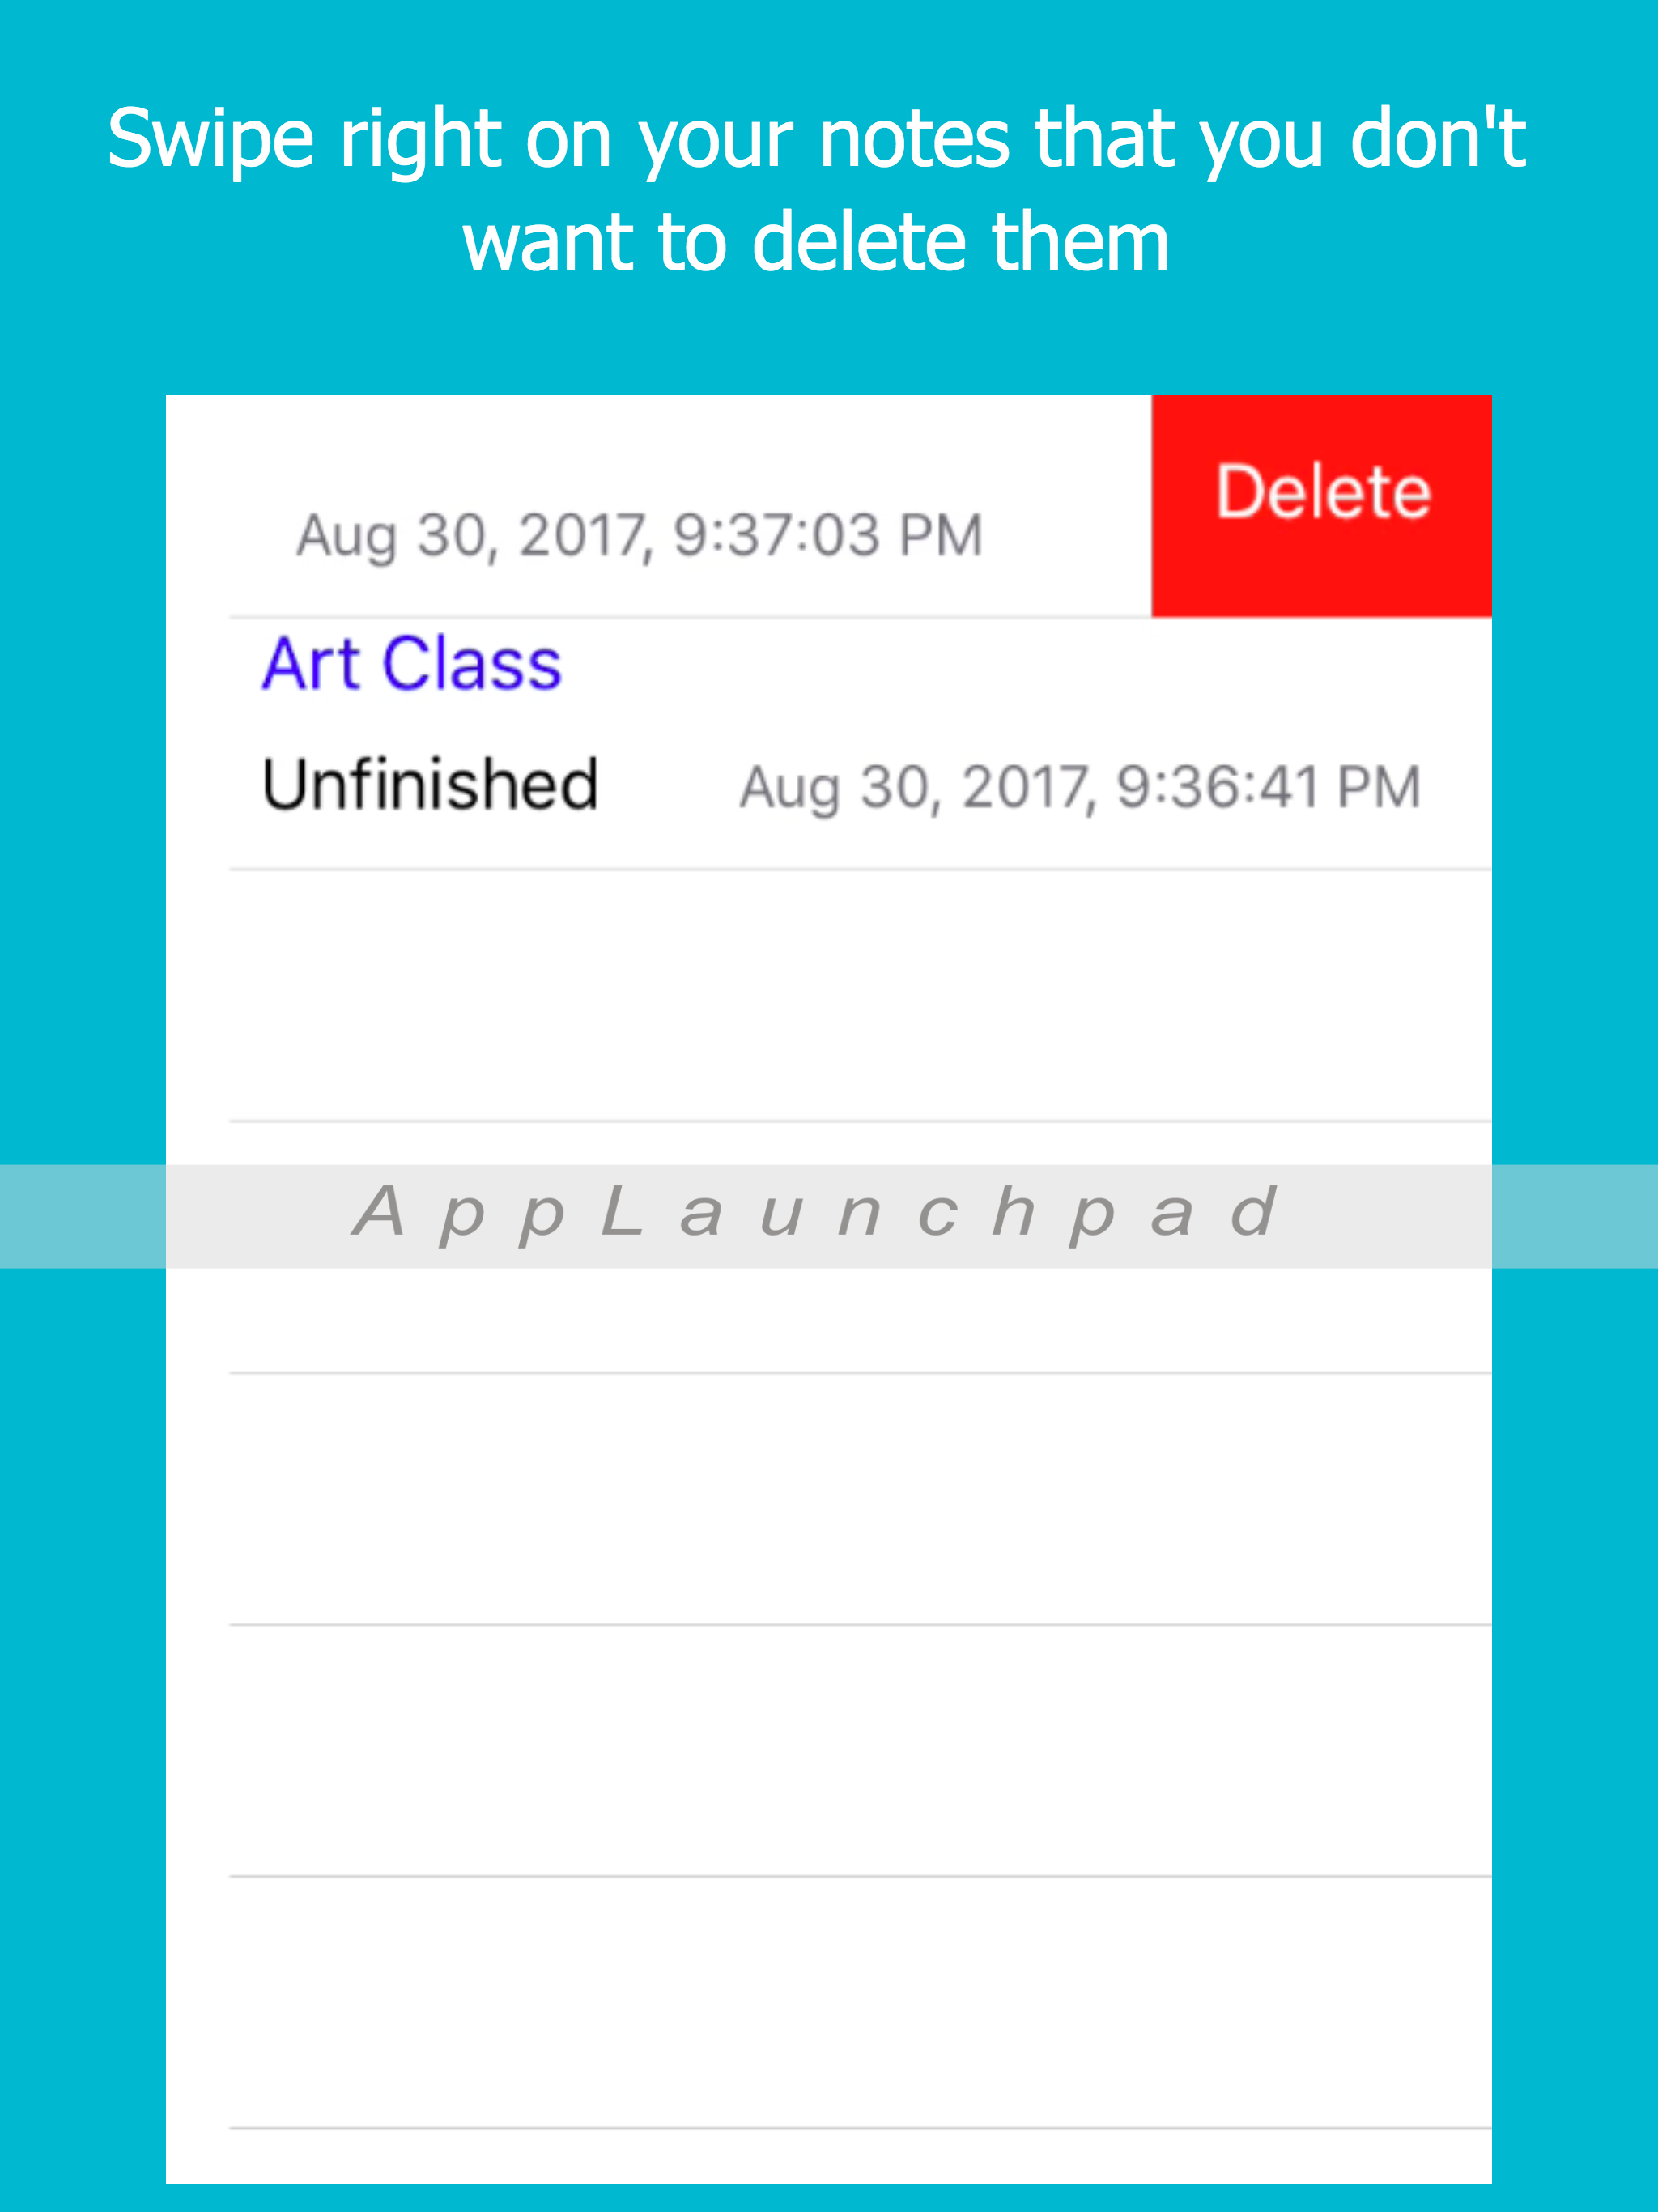 Swipe right on your notes that you don't
want to delete them
Delete
Aug 30, 2017, 9:37:03 PM
Art Class
Unfinished Aug 30, 2017, 9:36:41 PM
AppLaunchpad